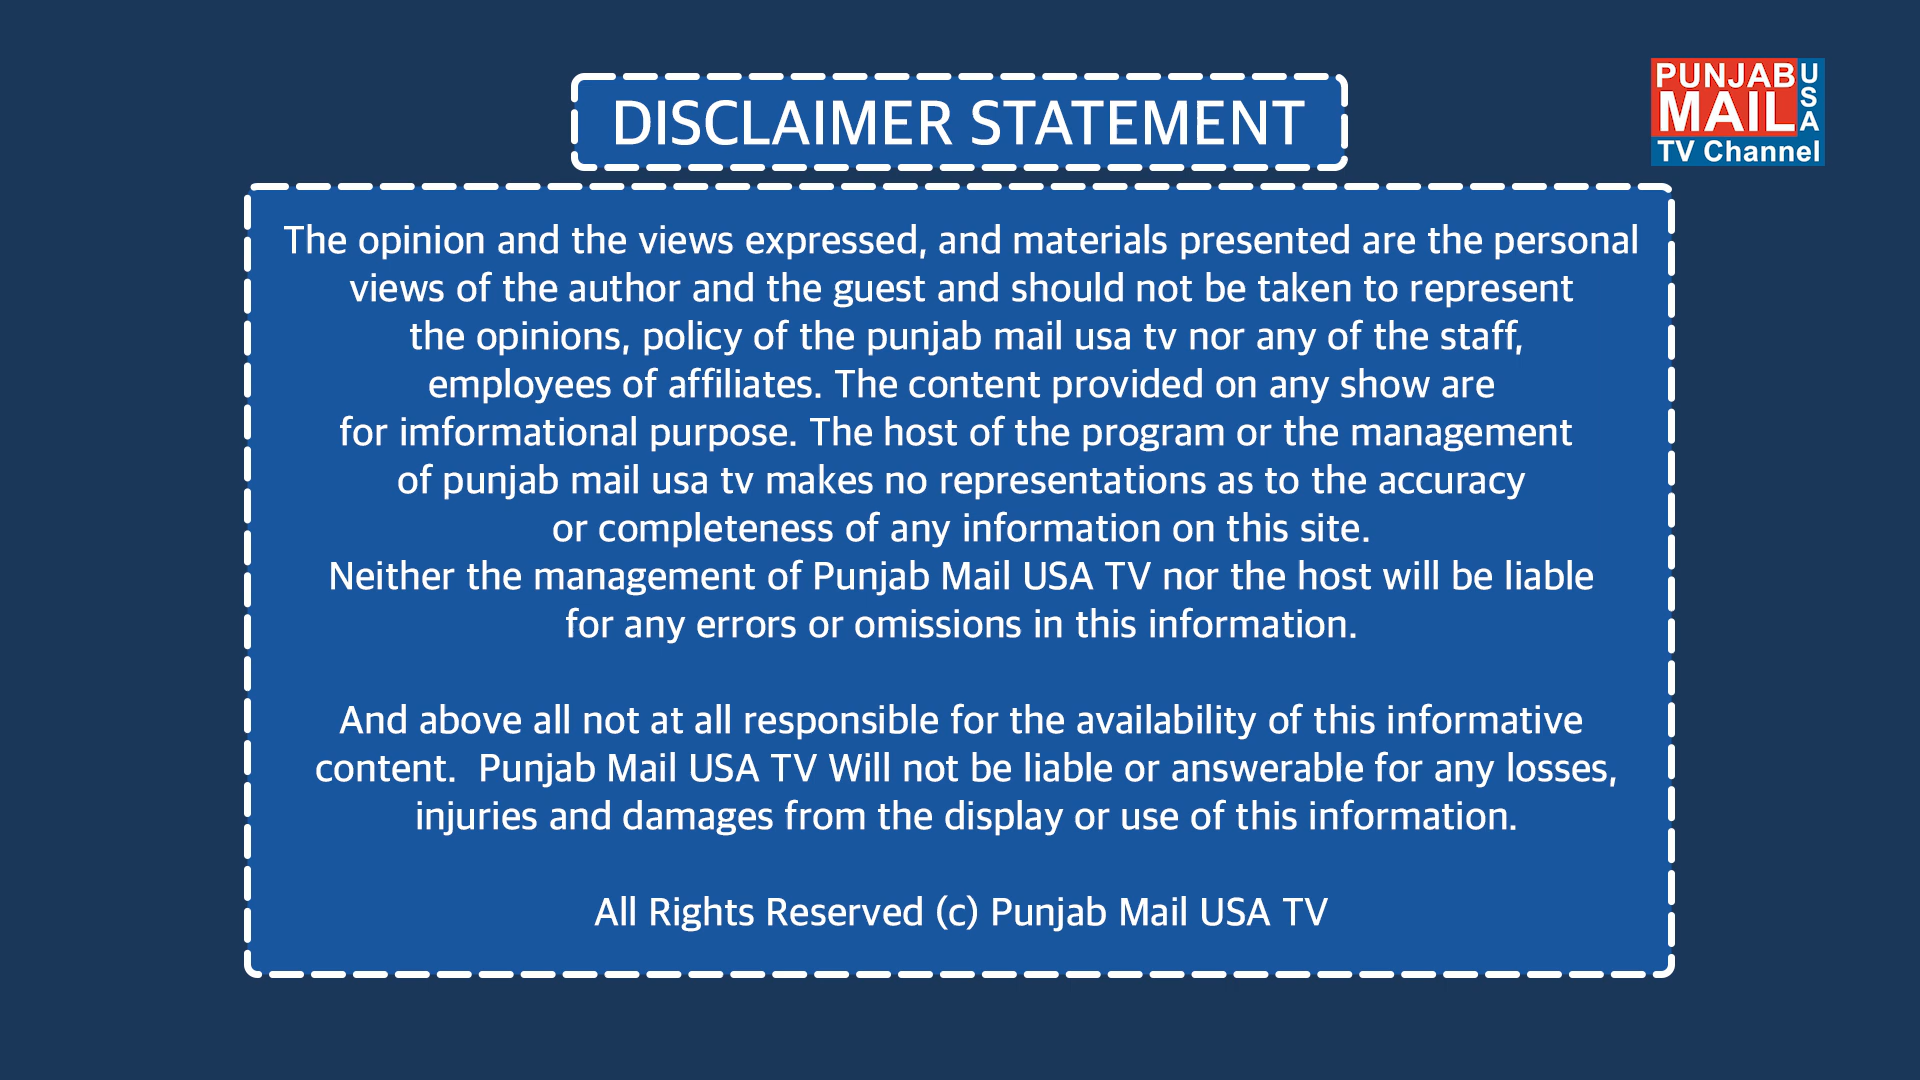 DISCLAIMER STATEMENT
PUNJAB USA
MAIL
TV Channel
The opinion and the views expressed, and materials presented are the personal
views of the author and the guest and should not be taken to represent
the opinions, policy of the punjab mail usa tv nor any of the staff,
employees of affiliates. The content provided on any show are
for imformational purpose. The host of the program or the management
of punjab mail usa tv makes no representations as to the accuracy
or completeness of any information on this site.
Neither the management of Punjab Mail USA TV nor the host will be liable
for any errors or omissions in this information.
And above all not at all responsible for the availability of this informative
content.  Punjab Mail USA TV Will not be liable or answerable for any losses,
injuries and damages from the display or use of this information.
All Rights Reserved (c) Punjab Mail USA TV